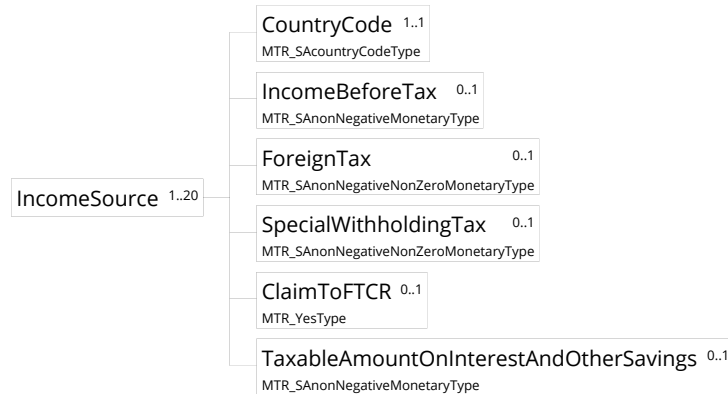 CountryCode 1..1
MTR_SAcountryCodeType
IncomeBeforeTax 0..1
MTR_SAnonNegativeMonetaryType
ForeignTax 0..1
MTR_SAnonNegativeNonZeroMonetaryType
IncomeSource 1..20
SpecialWithholdingTax 0..1
MTR_SAnonNegativeNonZeroMonetaryType
ClaimToFTCR 0..1
MTR_YesType
TaxableAmountOnInterestAndOtherSavings 0..1
MTR_SAnonNegativeMonetaryType